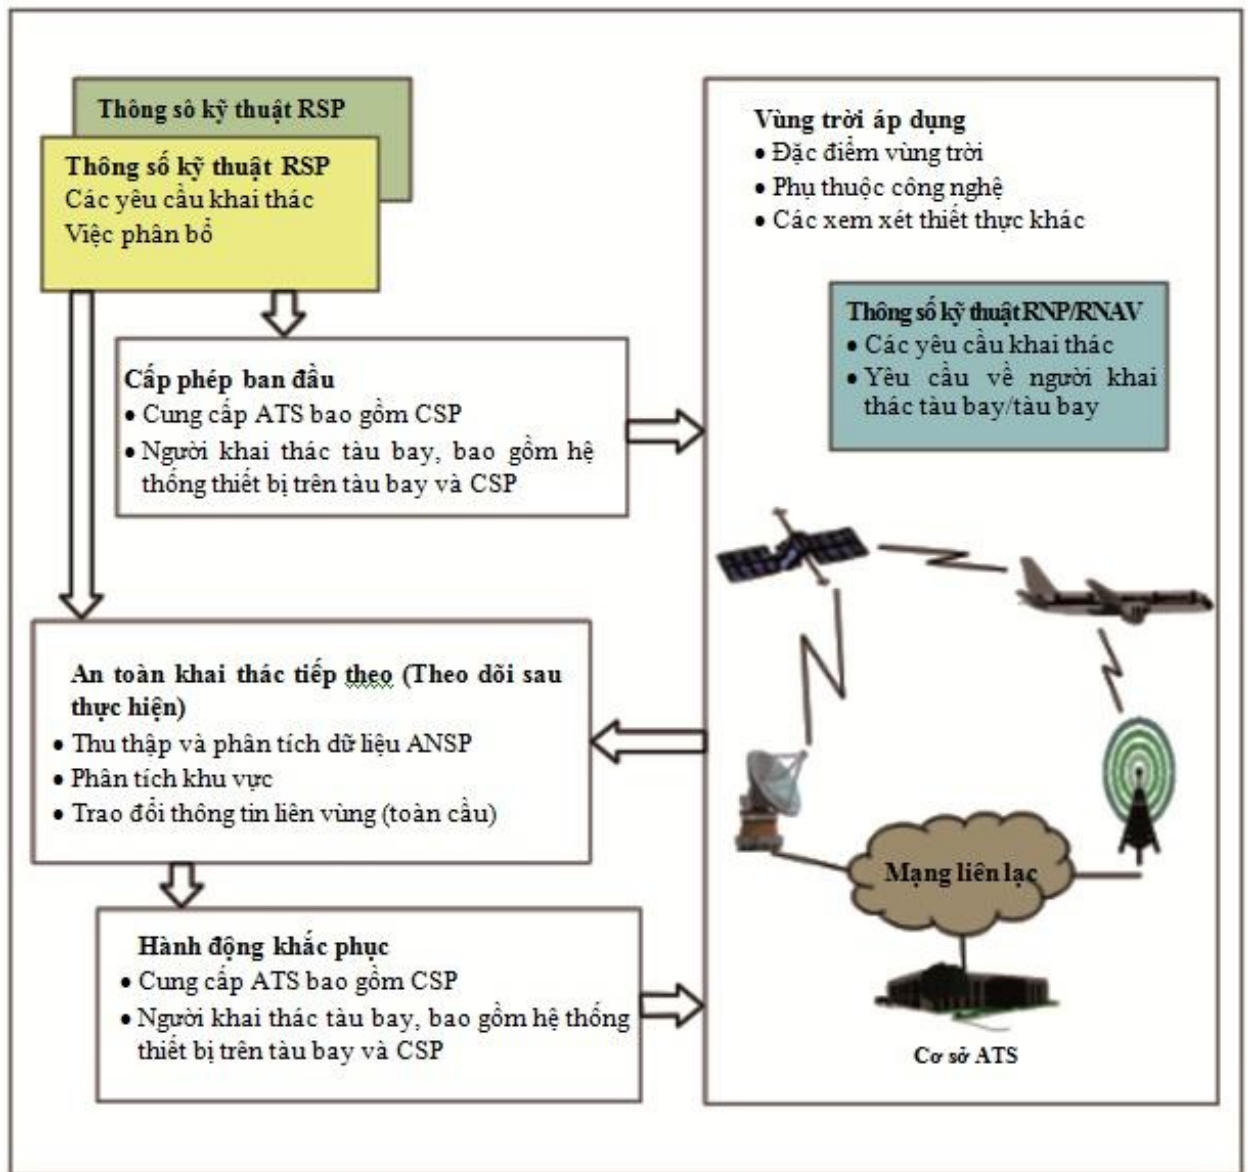 Thông sô kỹ thuật RSP
Thông số kỹ thuật RSP
Các yêu cầu khai thác
Việc phân bổ
Cấp phép ban đầu
• Cung cấp ATS bao gồm CSP
• Người khai thác tàu bay, bao gồm hệ
thống thiết bị trên tàu bay và CSP
An toàn khai thác tiếp theo (Theo dõi sau
thực hiện)
• Thu thập và phân tích dữ liệu ANSP
• Phân tích khu vực
• Trao đổi thông tin liên vùng (toàn cầu)
Hành động khắc phục
• Cung cấp ATS bao gồm CSP
• Người khai thác tàu bay, bao gồm hệ thống
thiết bị trên tàu bay và CSP
Vùng trời áp dụng
• Đặc điểm vùng trời
• Phụ thuộc công nghệ
• Các xem xét thiết thực khác
Thông số kỹ thuật RNP/RNAV
• Các yêu cầu khai thác
• Yêu cầu về người khai
thác tàu bay/tàu bay
Mạng liên lạc
Cơ sở ATS